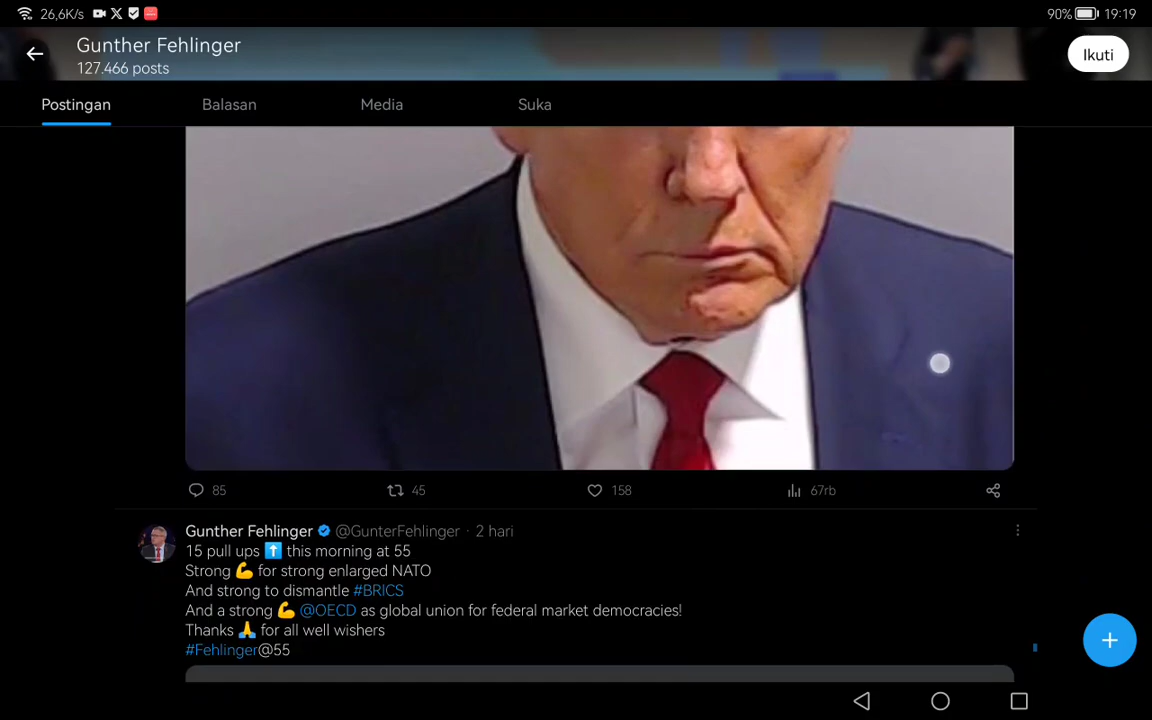 26,6K/s
90% 19:19
Gunther Fehlinger
127.466 posts
Ikuti
Postingan Balasan Media Suka
85 45 158 67rb
Gunther Fehlinger @GunterFehlinger · 2 hari
15 pull ups ⬆️ this morning at 55
Strong 💪 for strong enlarged NATO
And strong to dismantle #BRICS
And a strong 💪 @OECD as global union for federal market democracies!
Thanks 🙏 for all well wishers
#Fehlinger@55